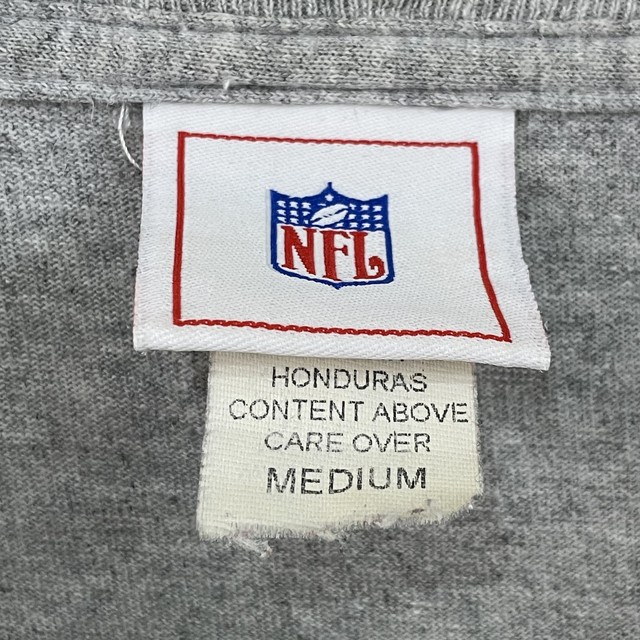 NFL
HONDURAS
CONTENT ABOVE
CARE OVER
MEDIUM